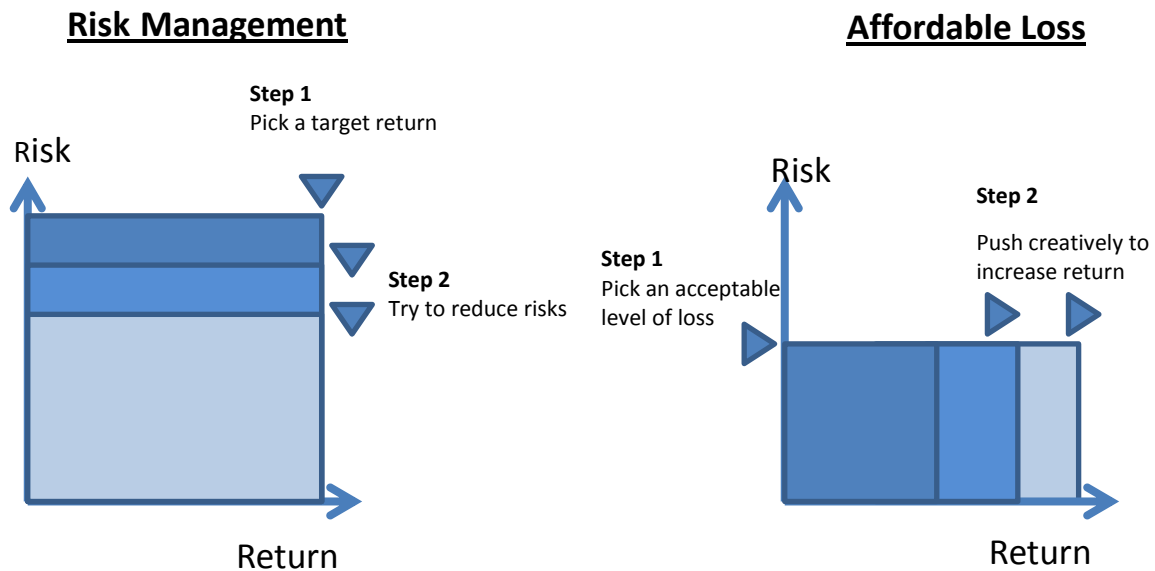 Risk Management
Step 1
Pick a target return
Risk
Step 2
Try to reduce risks
Return
Affordable Loss
Risk
Step 1
Pick an acceptable
level of loss
Step 2
Push creatively to
increase return
Return